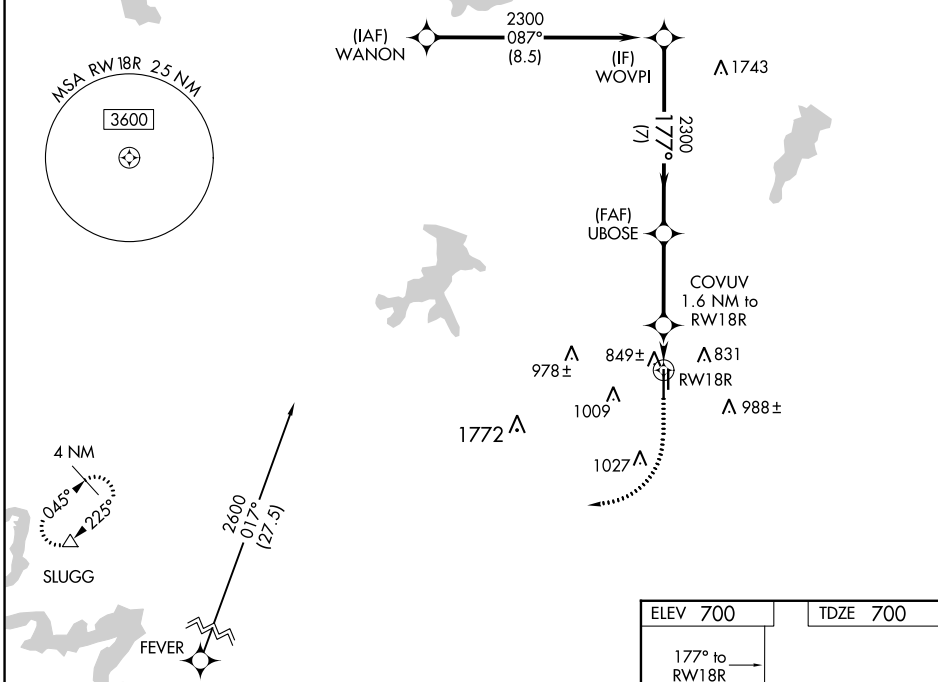 2300
087°
(8.5)
(IAF)
WANON
(IF)
WOVPI
1743
MSA RW 18R 25 NM
3600
2300
177°
(7)
(FAF)
UBOSE
COVUV
1.6 NM to
RW18R
978±
849±
831
RW18R
1009
988±
1772
1027
4 NM
045°
225°
SLUGG
2600
017°
(27.5)
FEVER
ELEV 700
TDZE 700
177° to
RW18R